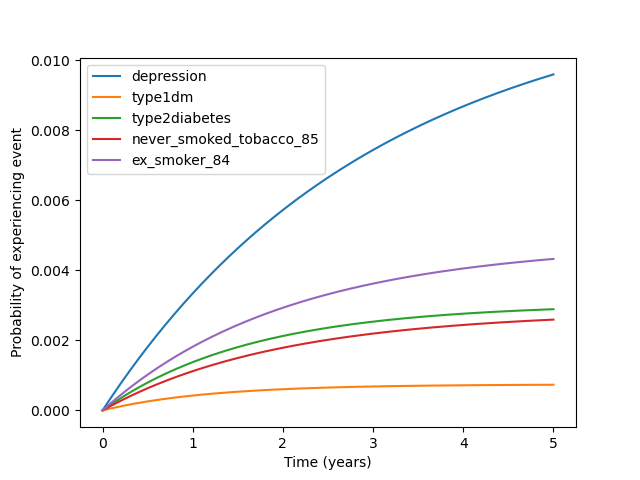 0.010
0.008
0.006
0.004
0.002
0.000
Probability of experiencing event
depression
type1dm
type2diabetes
never_smoked_tobacco_85
ex_smoker_84
0 1 2 3 4 5
Time (years)